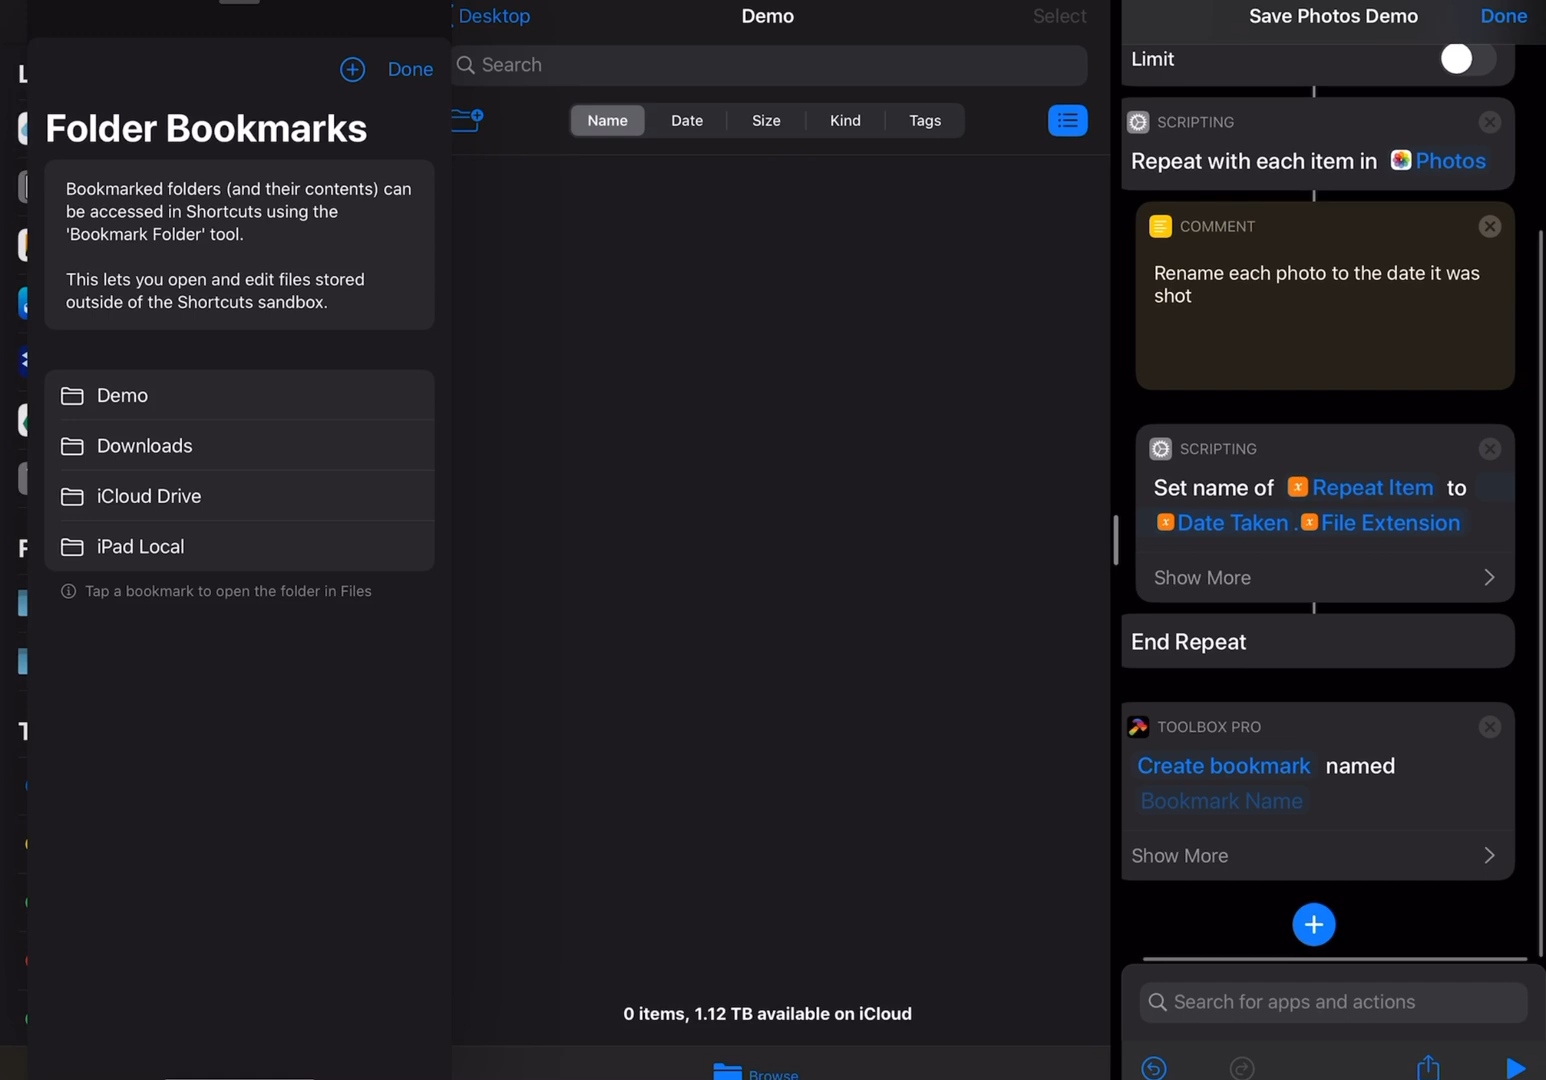 Done
Folder Bookmarks
Bookmarked folders (and their contents) can
be accessed in Shortcuts using the
'Bookmark Folder' tool.
This lets you open and edit files stored
outside of the Shortcuts sandbox.
Demo
Downloads
iCloud Drive
iPad Local
Tap a bookmark to open the folder in Files
Desktop
Demo
Select
Search
Name
Date
Size
Kind
Tags
0 items, 1.12 TB available on iCloud
Browse
Save Photos Demo
Done
Limit
SCRIPTING
Repeat with each item in Photos
COMMENT
Rename each photo to the date it was
shot
SCRIPTING
Set name of Repeat Item to
Date Taken . File Extension
Show More
End Repeat
TOOLBOX PRO
Create bookmark named
Bookmark Name
Show More
Search for apps and actions